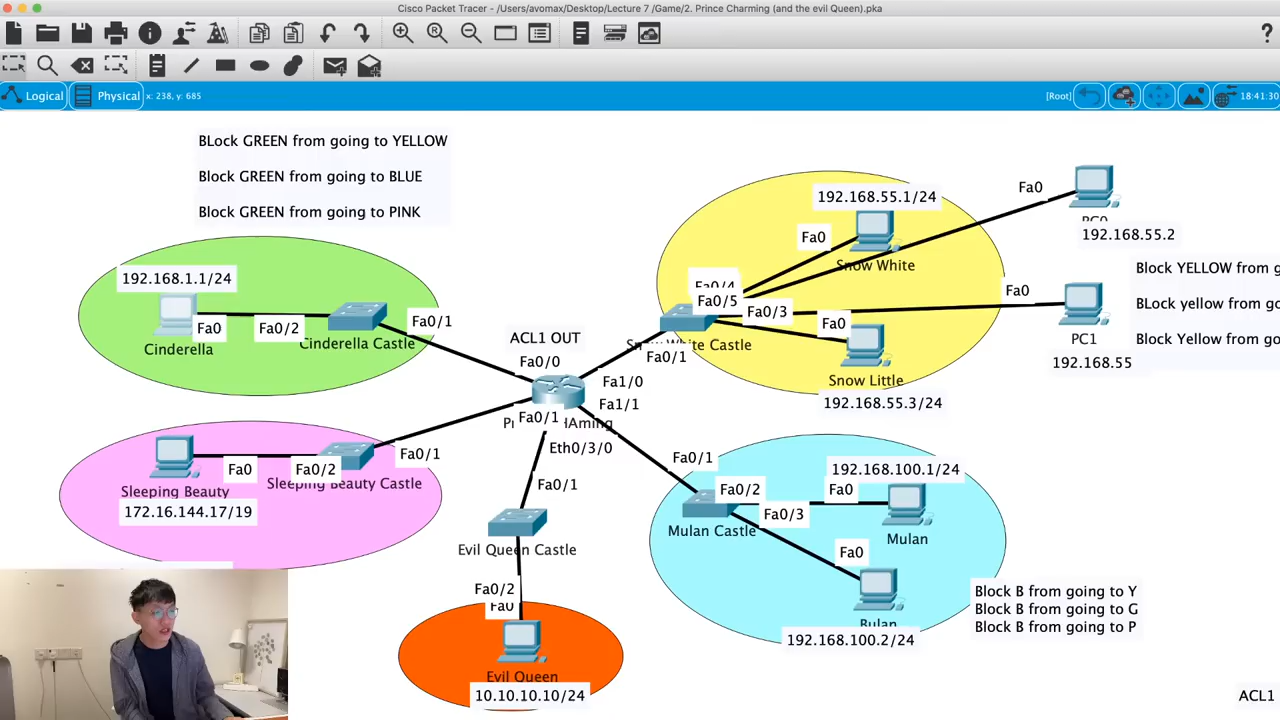 Cisco Packet Tracer - /Users/avomax/Desktop/Lecture 7 /Game/2. Prince Charming (and the evil Queen).pka
Logical
Physical
x: 238, y: 685
[Root]
18:41:30
BLock GREEN from going to YELLOW
Block GREEN from going to BLUE
Block GREEN from going to PINK
192.168.1.1/24
Fa0
Fa0/2
Fa0/1
Cinderella
Cinderella Castle
192.168.55.1/24
Fa0
Snow White
Fa0/4
Fa0/5
Fa0/3
Fa0
Fa0/1
Castle
Snow Little
192.168.55.3/24
Fa0
PC0
192.168.55.2
Fa0
PC1
192.168.55
Block YELLOW from g
BLock yellow from go
Block Yellow from go
ACL1 OUT
Fa0/0
Fa1/0
Fa1/1
Fa0/1
Eth0/3/0
Fa0/1
Fa0
Fa0/2
Sleeping Beauty
Sleeping Beauty Castle
172.16.144.17/19
Fa0/1
Evil Queen Castle
Fa0/2
Fa0
Evil Queen
10.10.10.10/24
Fa0/1
Fa0/2
Fa0/3
Mulan Castle
192.168.100.1/24
Fa0
Mulan
Fa0
Bulan
192.168.100.2/24
Block B from going to Y
Block B from going to G
Block B from going to P
ACL1